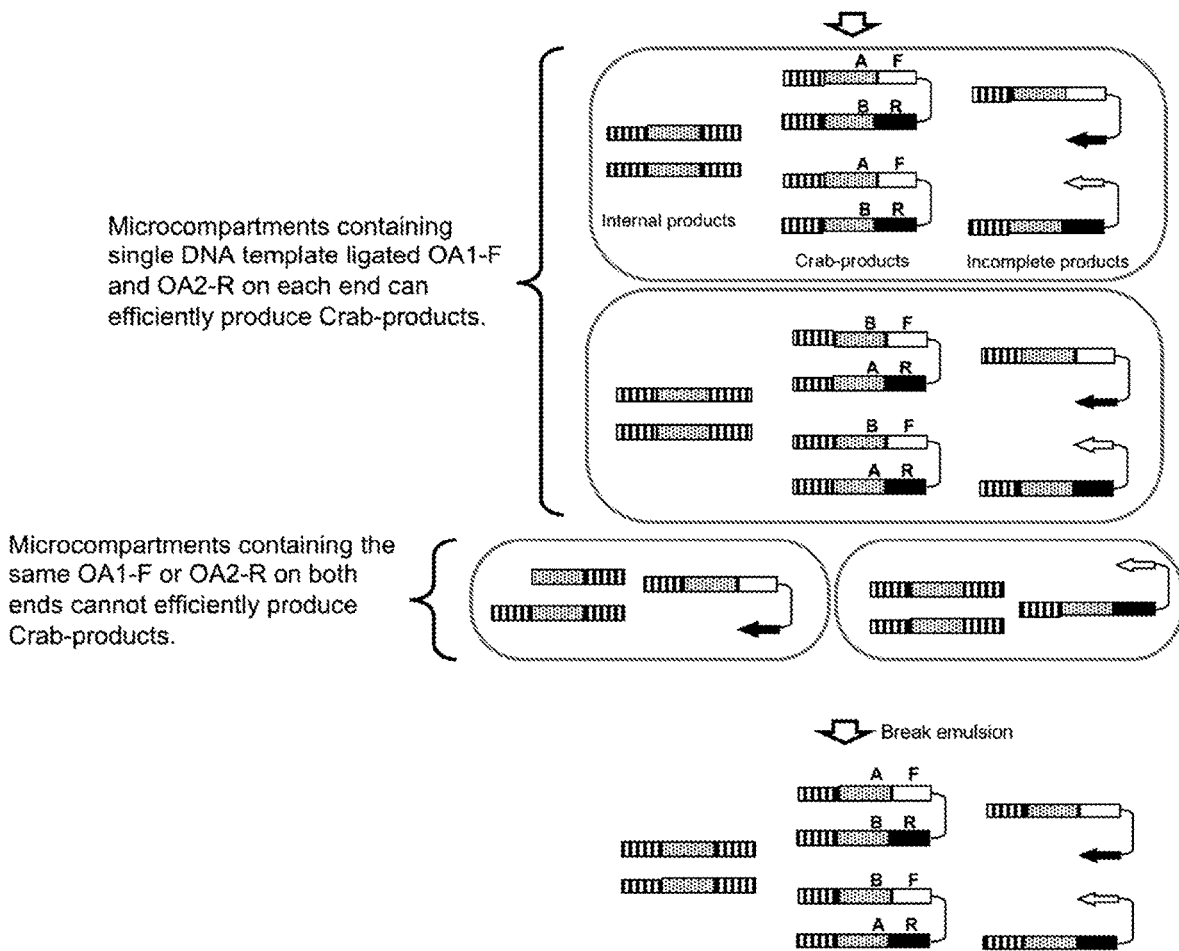 A F
B R
A F
B R
Internal products
Crab-products
Incomplete products
Microcompartments containing
single DNA template ligated OA1-F
and OA2-R on each end can
efficiently produce Crab-products.
B F
A R
B F
A R
Microcompartments containing the
same OA1-F or OA2-R on both
ends cannot efficiently produce
Crab-products.
Break emulsion
A F
B R
B F
A R